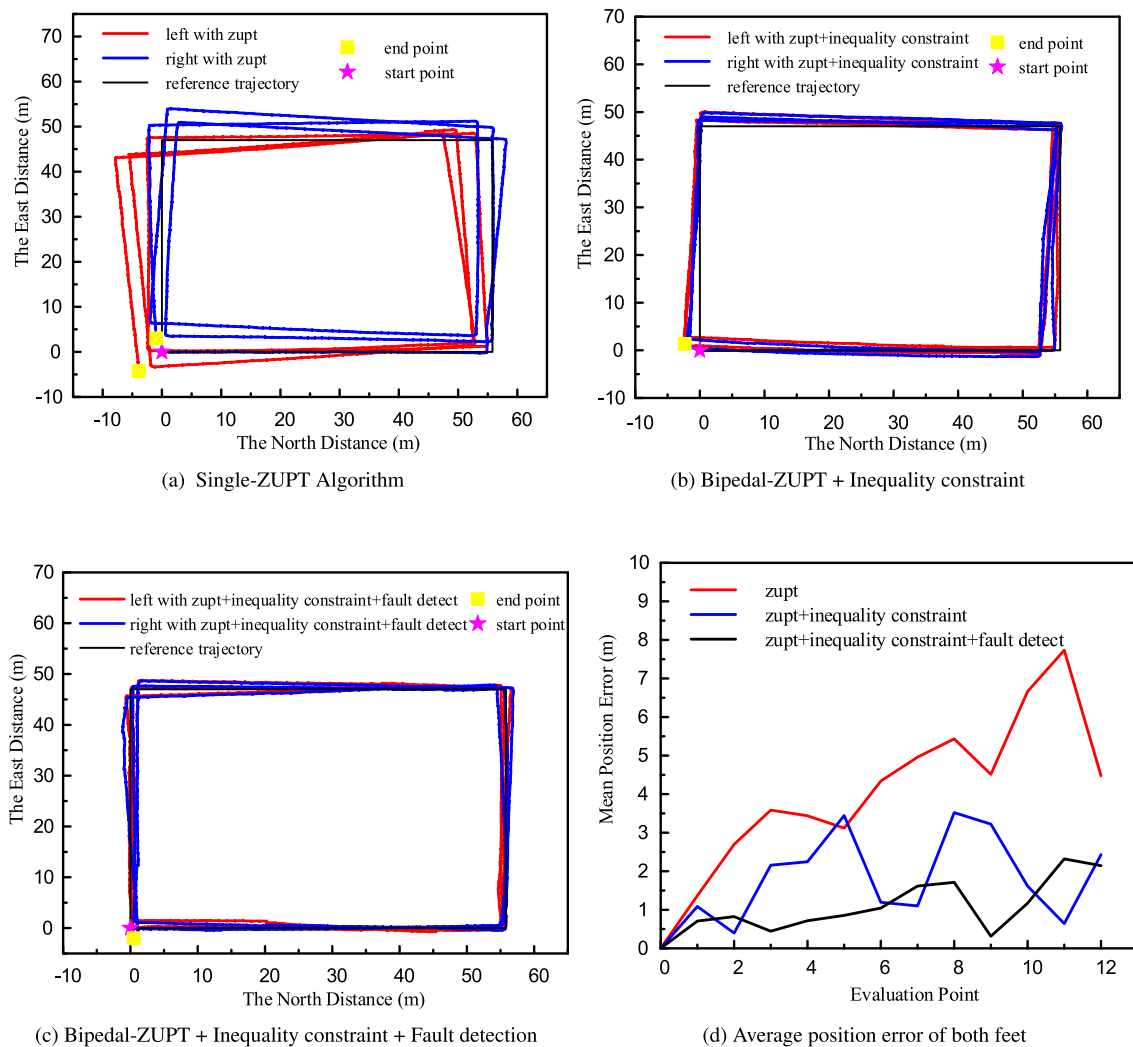 70
60
50
40
30
20
10
0
-10
The East Distance (m)
left with zupt
right with zupt
reference trajectory
end point
start point
-10 0 10 20 30 40 50 60
The North Distance (m)
(a) Single-ZUPT Algorithm
70
60
50
40
30
20
10
0
-10
The East Distance (m)
left with zupt+inequality constraint
right with zupt+inequality constraint
reference trajectory
end point
start point
-10 0 10 20 30 40 50 60
The North Distance (m)
(b) Bipedal-ZUPT + Inequality constraint
70
60
50
40
30
20
10
0
The East Distance (m)
left with zupt+inequality constraint+fault detect
right with zupt+inequality constraint+fault detect
reference trajectory
end point
start point
-10 0 10 20 30 40 50 60
The North Distance (m)
(c) Bipedal-ZUPT + Inequality constraint + Fault detection
10
9
8
7
6
5
4
3
2
1
0
Mean Position Error (m)
zupt
zupt+inequality constraint
zupt+inequality constraint+fault detect
0 2 4 6 8 10 12
Evaluation Point
(d) Average position error of both feet